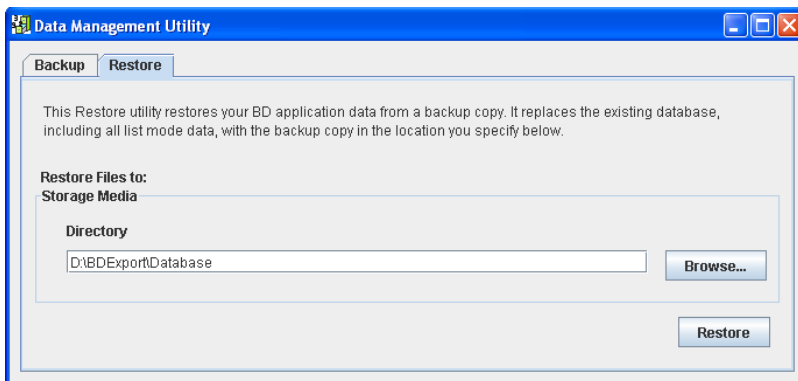 Data Management Utility
Backup
Restore
This Restore utility restores your BD application data from a backup copy. It replaces the existing database,
including all list mode data, with the backup copy in the location you specify below.
Restore Files to:
Storage Media
Directory
D:\BDExport\Database
Browse...
Restore